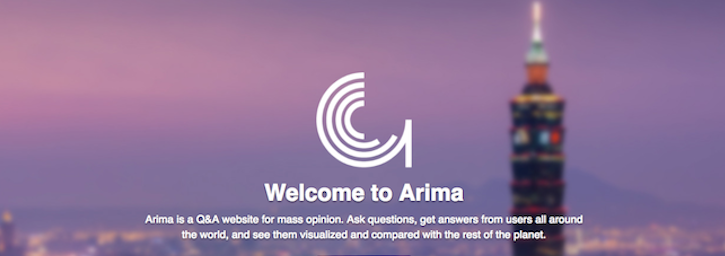 Welcome to Arima
Arima is a Q&A website for mass opinion. Ask questions, get answers from users all around
the world, and see them visualized and compared with the rest of the planet.